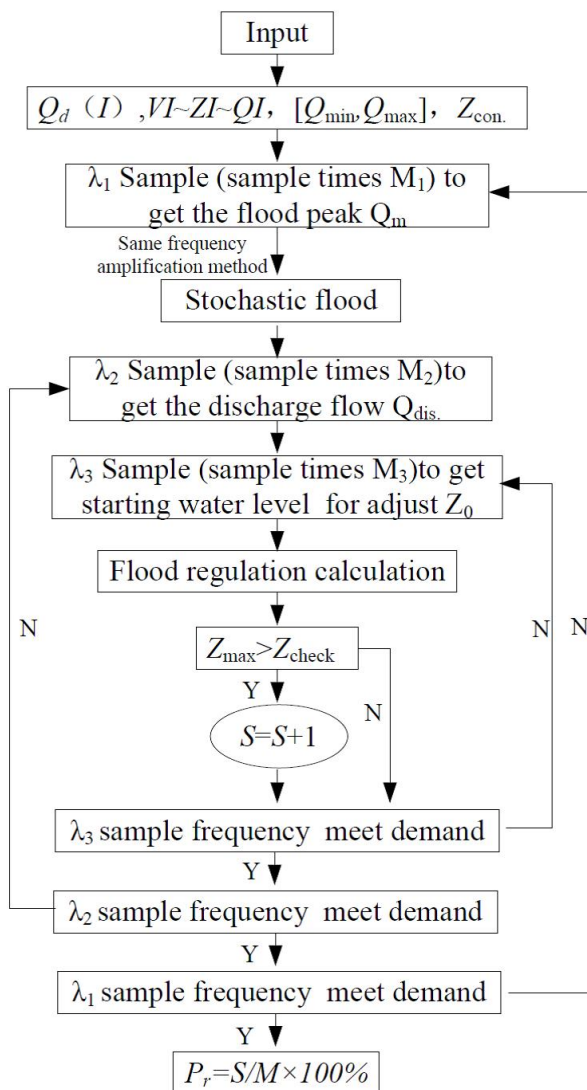 Input
Q_d（I）,VI~ZI~QI, [Q_min,Q_max], Z_con.
λ₁ Sample (sample times M₁) to
get the flood peak Q_m
Same frequency
amplification method
Stochastic flood
λ₂ Sample (sample times M₂)to
get the discharge flow Q_dis.
λ₃ Sample (sample times M₃)to get
starting water level for adjust Z₀
Flood regulation calculation
N
N
N
Z_max>Z_check
Y
N
S=S+1
λ₃ sample frequency meet demand
Y
λ₂ sample frequency meet demand
Y
λ₁ sample frequency meet demand
Y
P_r=S/M×100%